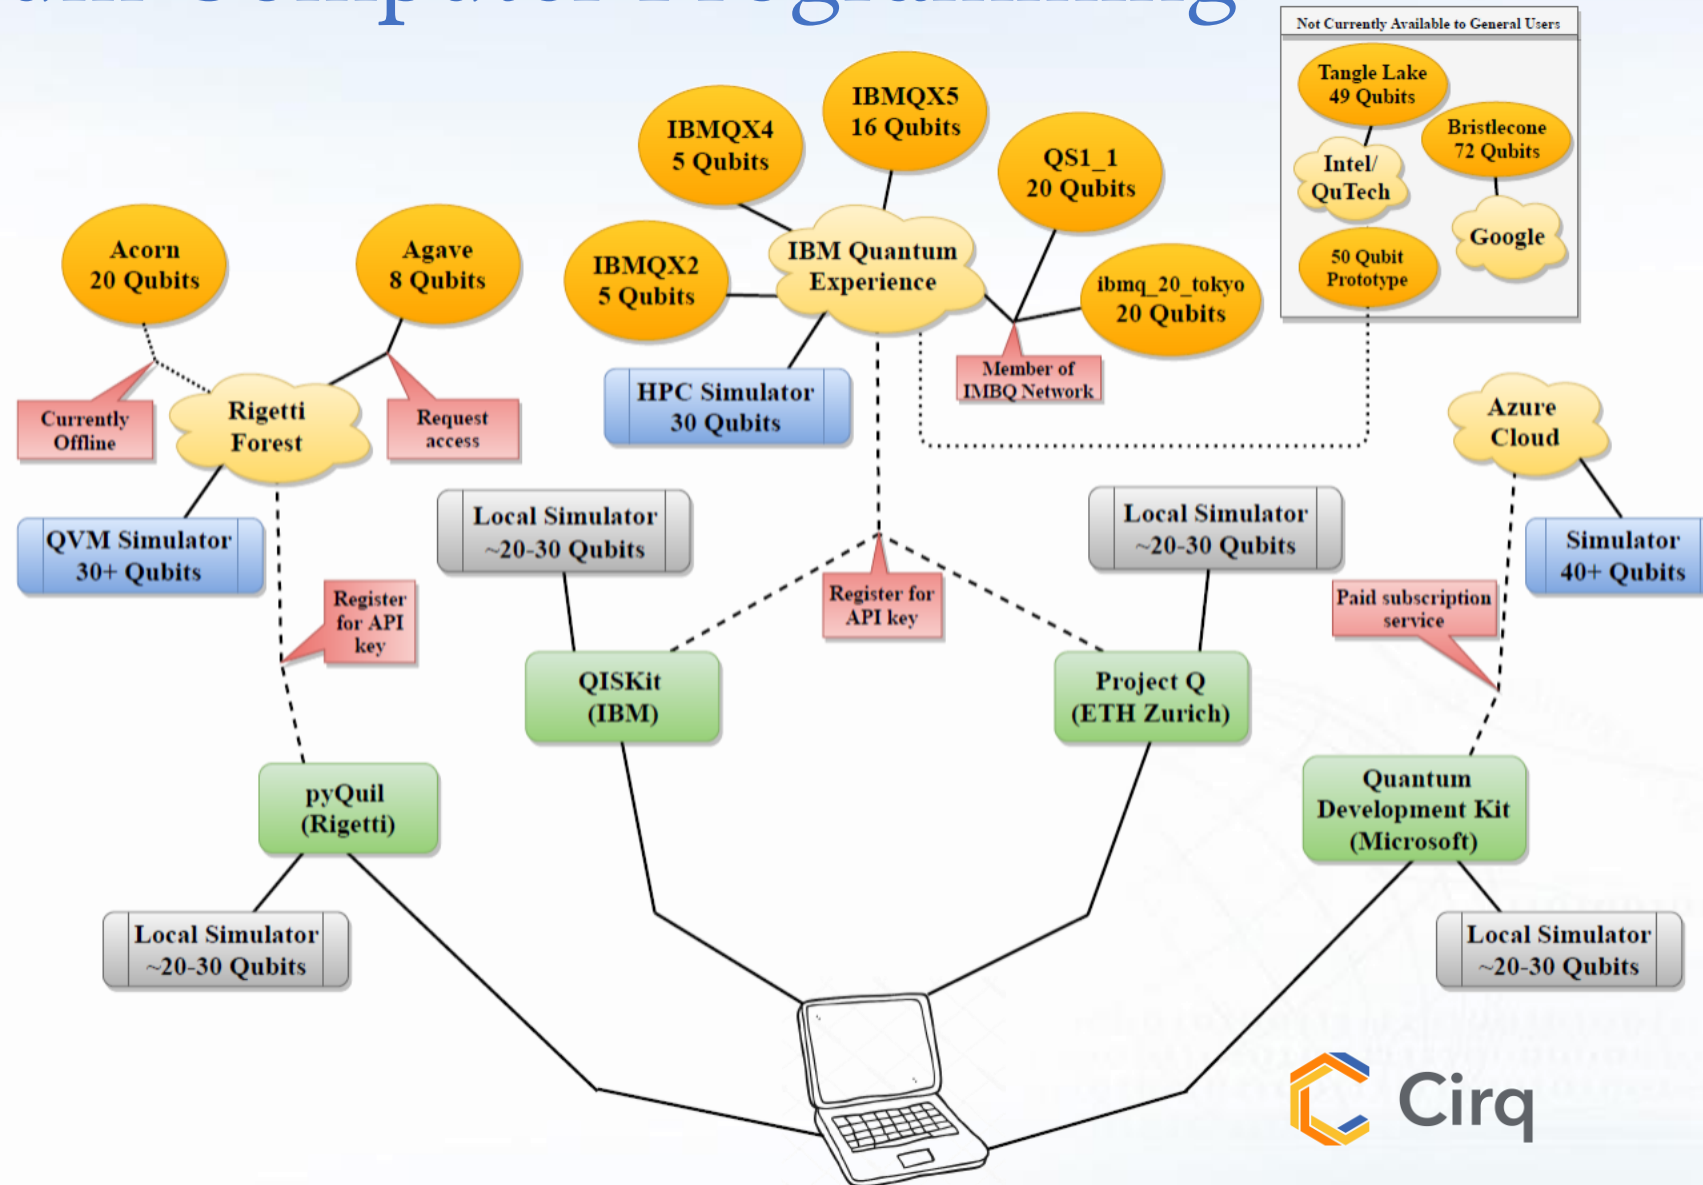 Computer Programming
Not Currently Available to General Users
Tangle Lake
49 Qubits
Bristlecone
72 Qubits
Intel/
QuTech
Google
50 Qubit
Prototype
IBMQX5
16 Qubits
IBMQX4
5 Qubits
QS1_1
20 Qubits
IBMQX2
5 Qubits
IBM Quantum
Experience
ibmq_20_tokyo
20 Qubits
Acorn
20 Qubits
Agave
8 Qubits
Member of
IMBQ Network
HPC Simulator
30 Qubits
Currently
Offline
Rigetti
Forest
Request
access
Azure
Cloud
QVM Simulator
30+ Qubits
Local Simulator
~20-30 Qubits
Local Simulator
~20-30 Qubits
Simulator
40+ Qubits
Register
for API
key
Register for
API key
Paid subscription
service
QISKit
(IBM)
Project Q
(ETH Zurich)
pyQuil
(Rigetti)
Quantum
Development Kit
(Microsoft)
Local Simulator
~20-30 Qubits
Local Simulator
~20-30 Qubits
Cirq